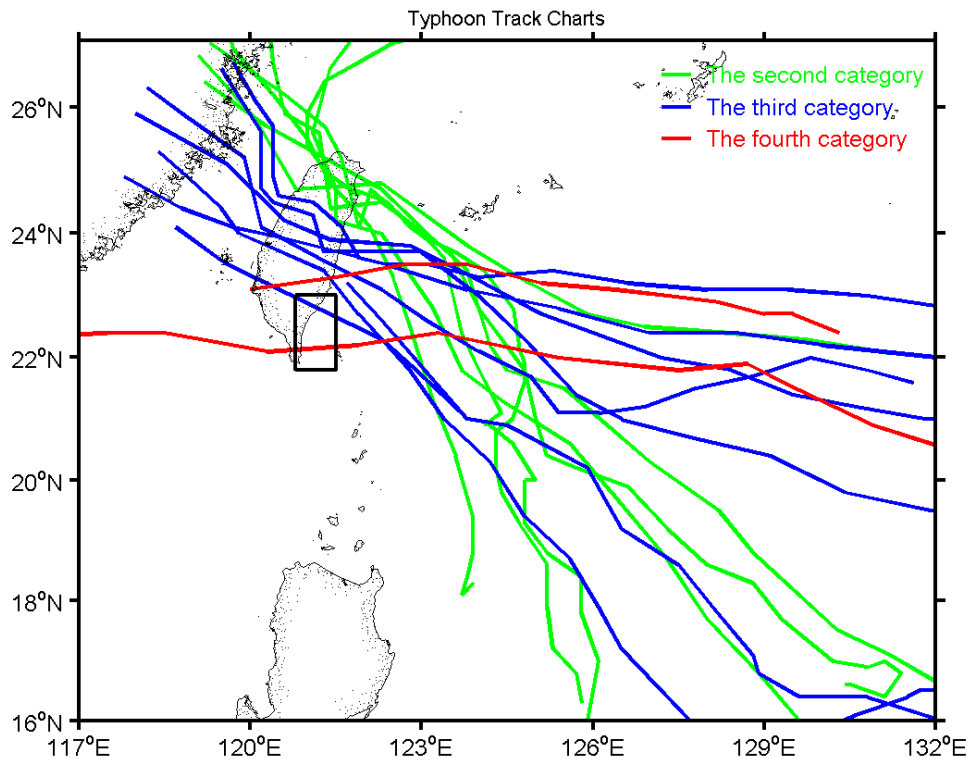 Typhoon Track Charts
The second category
The third category
The fourth category
26°N
24°N
22°N
20°N
18°N
16°N
117°E 120°E 123°E 126°E 129°E 132°E